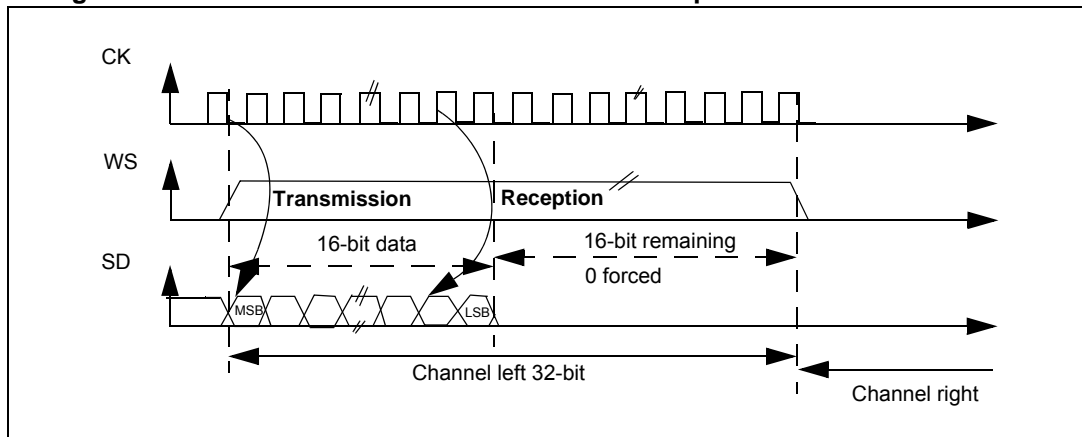 CK
WS
Transmission Reception
16-bit data
16-bit remaining
0 forced
SD
MSB
LSB
Channel left 32-bit
Channel right